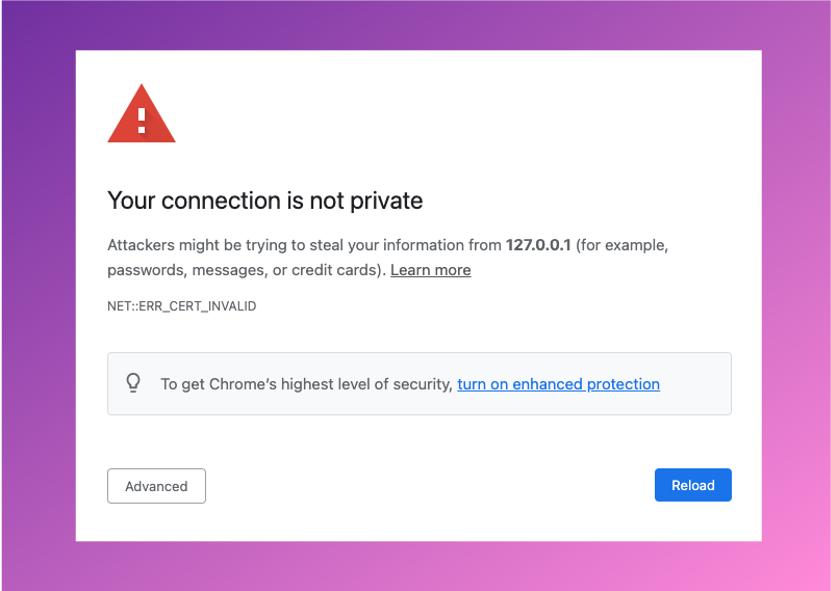 Your connection is not private
Attackers might be trying to steal your information from 127.0.0.1 (for example,
passwords, messages, or credit cards). Learn more
NET::ERR_CERT_INVALID
To get Chrome’s highest level of security, turn on enhanced protection
Advanced
Reload